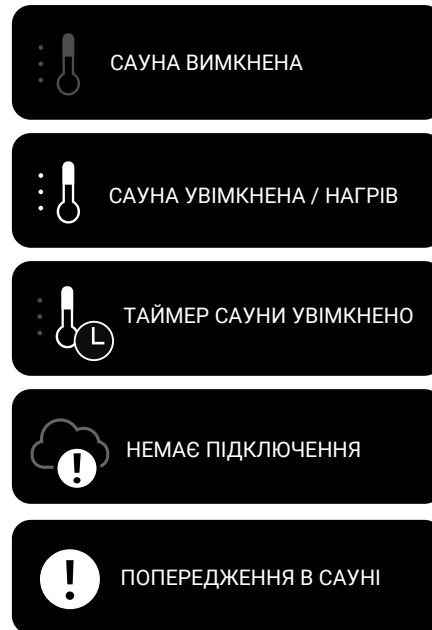 САУНА ВИМКНЕНА
САУНА УВІМКНЕНА / НАГРІВ
ТАЙМЕР САУНИ УВІМКНЕНО
НЕМАЄ ПІДКЛЮЧЕННЯ
ПОПЕРЕДЖЕННЯ В САУНІ